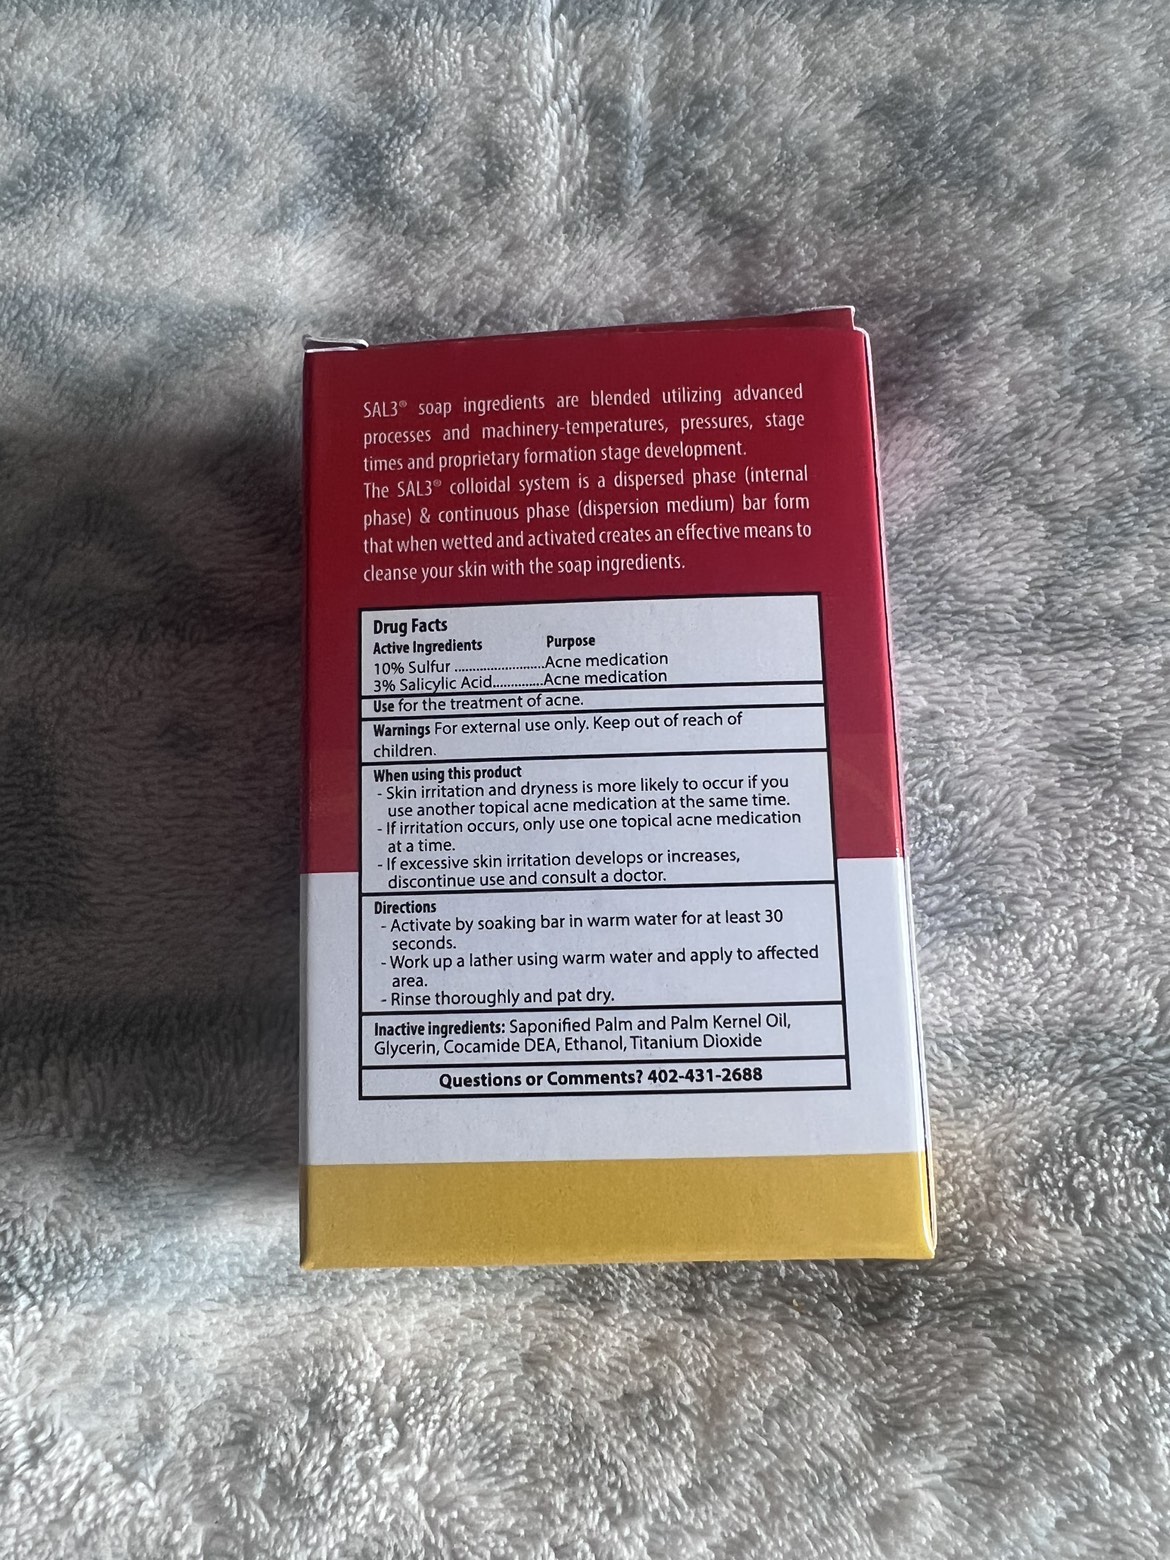 SAL3® soap ingredients are blended utilizing advanced
processes and machinery-temperatures, pressures, stage
times and proprietary formation stage development.
The SAL3® colloidal system is a dispersed phase (internal
phase) & continuous phase (dispersion medium) bar form
that when wetted and activated creates an effective means to
cleanse your skin with the soap ingredients.
Drug Facts
Active Ingredients Purpose
10% Sulfur .........................Acne medication
3% Salicylic Acid..............Acne medication
Use for the treatment of acne.
Warnings For external use only. Keep out of reach of
children.
When using this product
- Skin irritation and dryness is more likely to occur if you
use another topical acne medication at the same time.
- If irritation occurs, only use one topical acne medication
at a time.
- If excessive skin irritation develops or increases,
discontinue use and consult a doctor.
Directions
- Activate by soaking bar in warm water for at least 30
seconds.
- Work up a lather using warm water and apply to affected
area.
- Rinse thoroughly and pat dry.
Inactive ingredients: Saponified Palm and Palm Kernel Oil,
Glycerin, Cocamide DEA, Ethanol, Titanium Dioxide
Questions or Comments? 402-431-2688